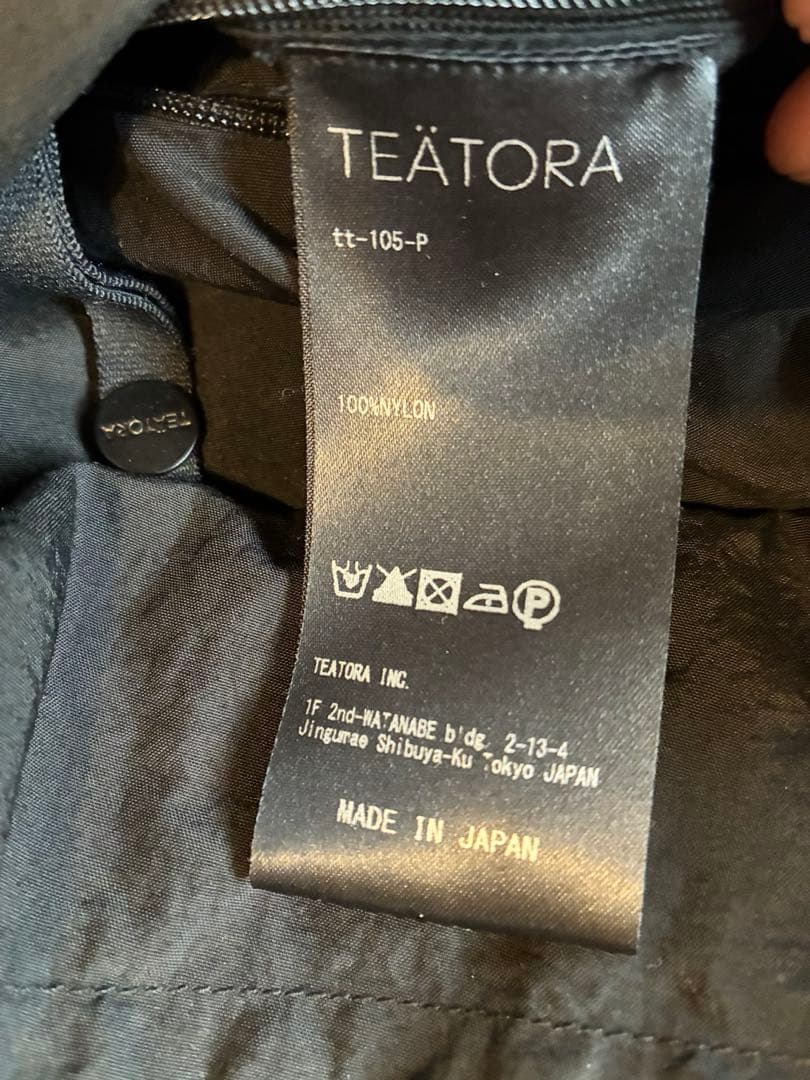 TEÄTORA
tt-105-P
100%NYLON
P
TEATORA INC.
1F 2nd-WATANABE b'dg. 2-13-4
Jingumae Shibuya-Ku Tokyo JAPAN
MADE IN JAPAN
TEÄTORA